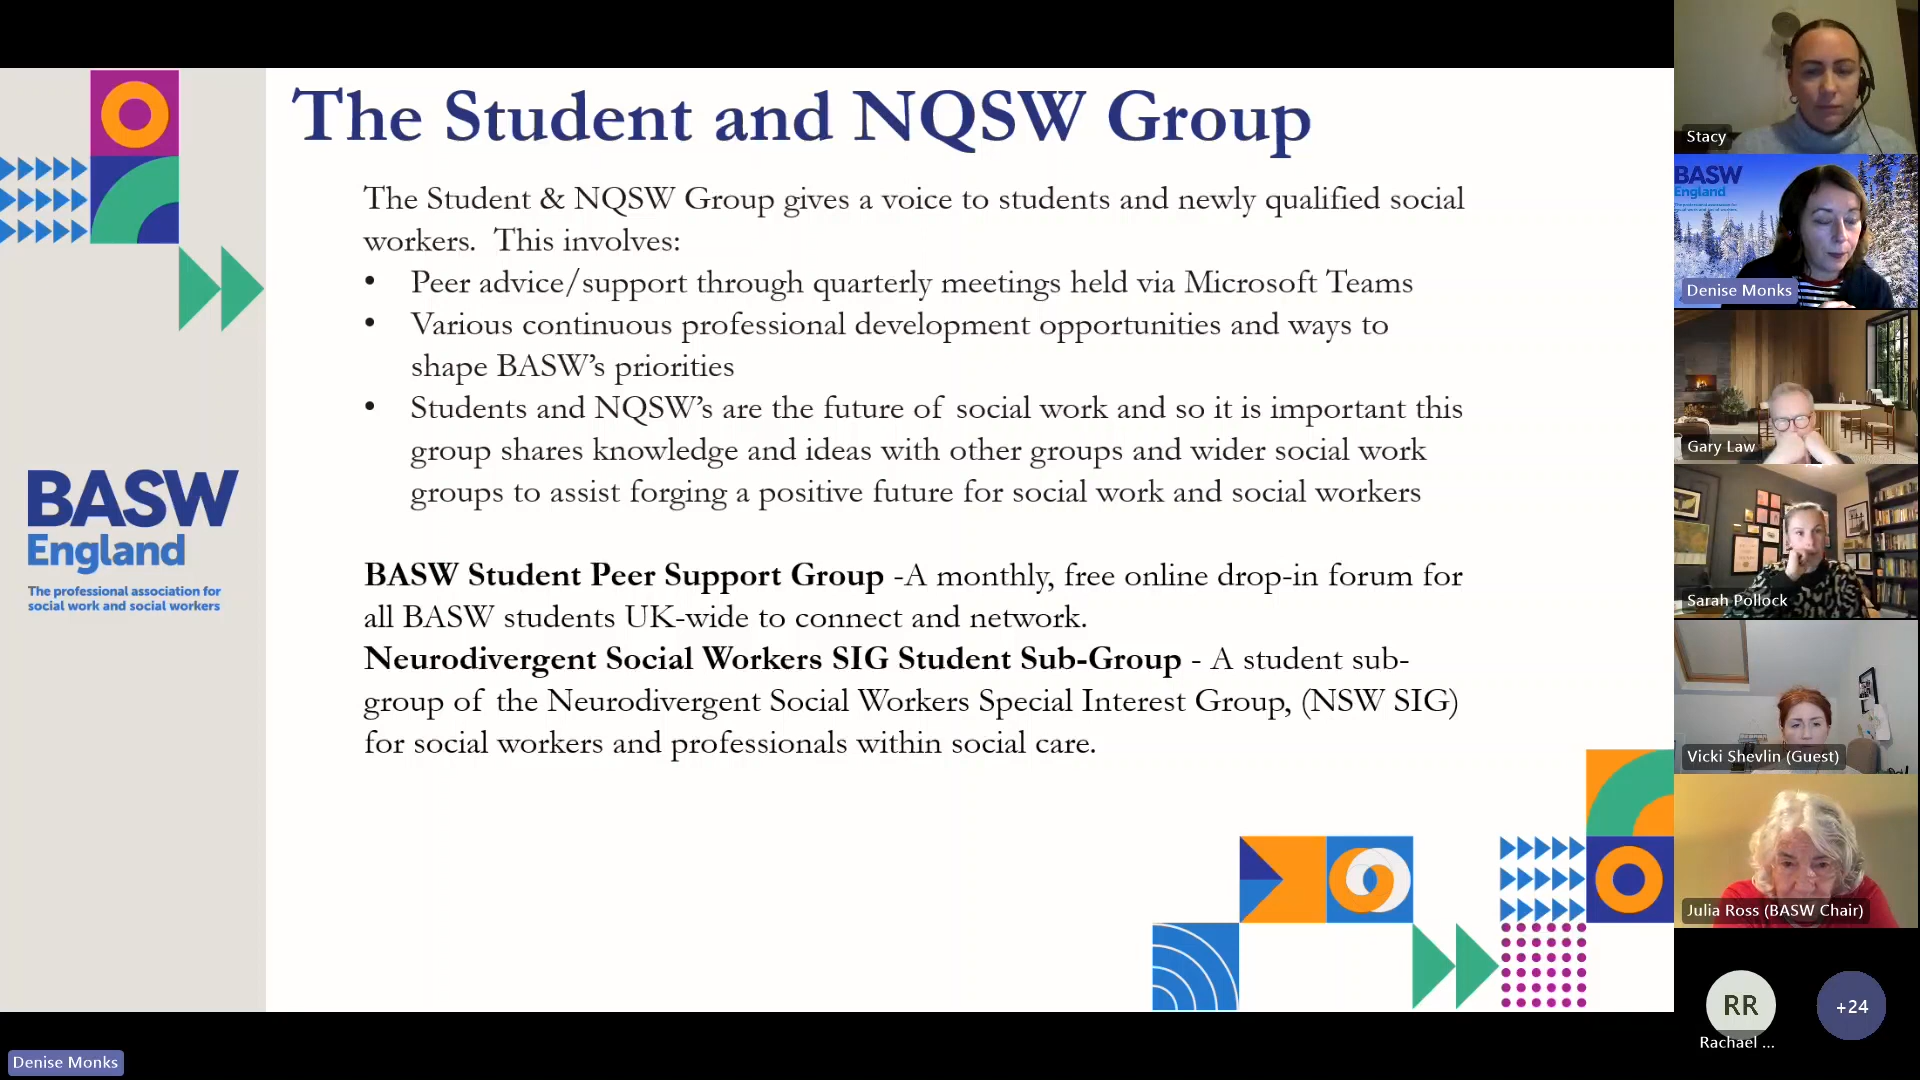 The Student and NQSW Group
The Student & NQSW Group gives a voice to students and newly qualified social
workers.  This involves:
• Peer advice/support through quarterly meetings held via Microsoft Teams
• Various continuous professional development opportunities and ways to
shape BASW’s priorities
• Students and NQSW’s are the future of social work and so it is important this
group shares knowledge and ideas with other groups and wider social work
groups to assist forging a positive future for social work and social workers
BASW Student Peer Support Group -A monthly, free online drop-in forum for
all BASW students UK-wide to connect and network.
Neurodivergent Social Workers SIG Student Sub-Group - A student sub-
group of the Neurodivergent Social Workers Special Interest Group, (NSW SIG)
for social workers and professionals within social care.
BASW
England
The professional association for
social work and social workers
Stacy
BASW
England
Denise Monks
Gary Law
Sarah Pollock
Vicki Shevlin (Guest)
Julia Ross (BASW Chair)
RR
Rachael ...
+24
Denise Monks